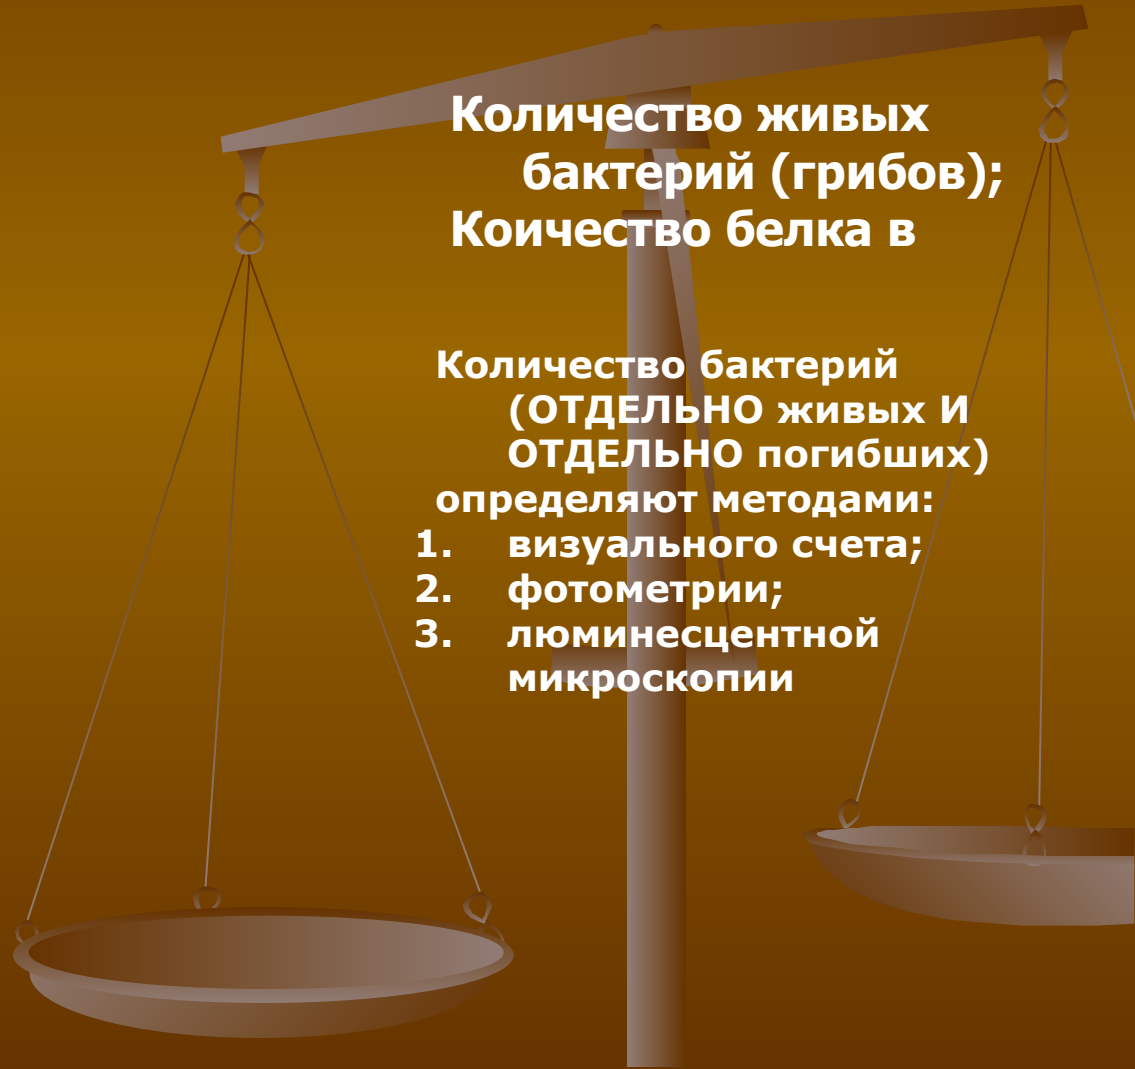 Количество живых
бактерий (грибов);
Коичество белка в
Количество бактерий
(ОТДЕЛЬНО живых И
ОТДЕЛЬНО погибших)
определяют методами:
1. визуального счета;
2. фотометрии;
3. люминесцентной
микроскопии